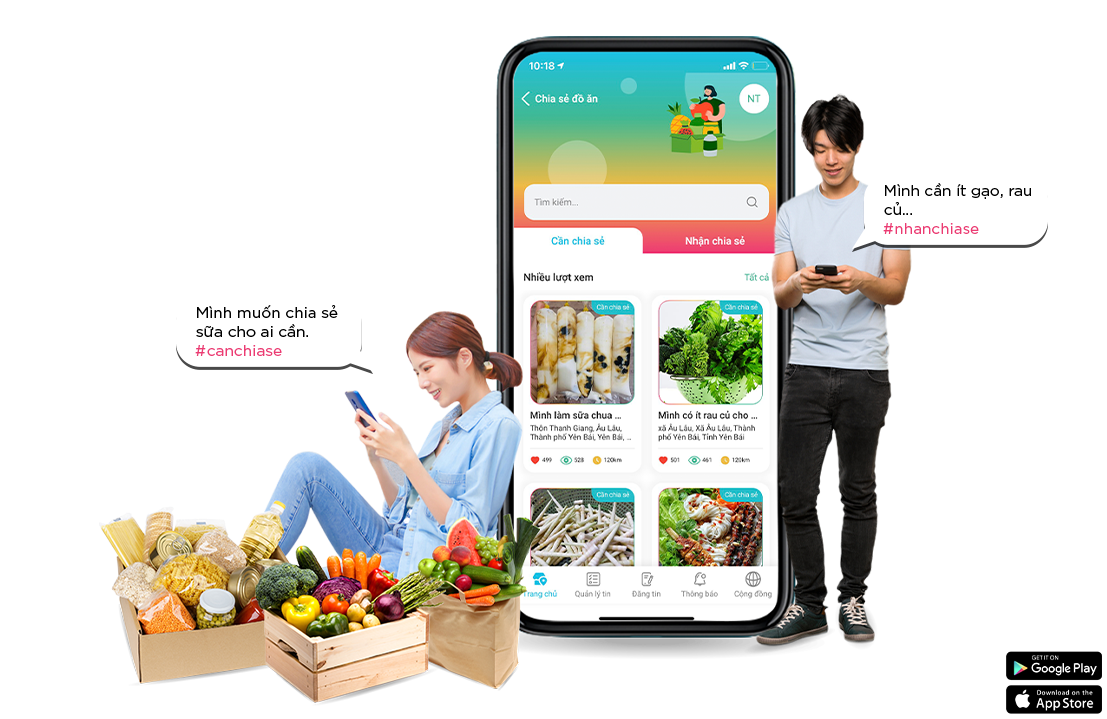 10:18
Chia sẻ đồ ăn
NT
Tìm kiếm...
Cần chia sẻ
Nhận chia sẻ
Nhiều lượt xem
Tất cả
Cần chia sẻ
Cần chia sẻ
Mình làm sữa chua ...
Thôn Thanh Giang, Âu Lâu,
Thành phố Yên Bái, Yên Bái, ...
499
528
120km
Mình có ít rau củ cho ...
xã Âu Lâu, Xã Âu Lâu, Thành
phố Yên Bái, Tỉnh Yên Bái
501
461
120km
Cần chia sẻ
Cần chia sẻ
Trang chủ
Quản lý tin
Đăng tin
Thông báo
Cộng đồng
Mình muốn chia sẻ
sữa cho ai cần.
#canchiase
Mình cần ít gạo, rau
củ...
#nhanchiase
GET IT ON
Google Play
Download on the
App Store